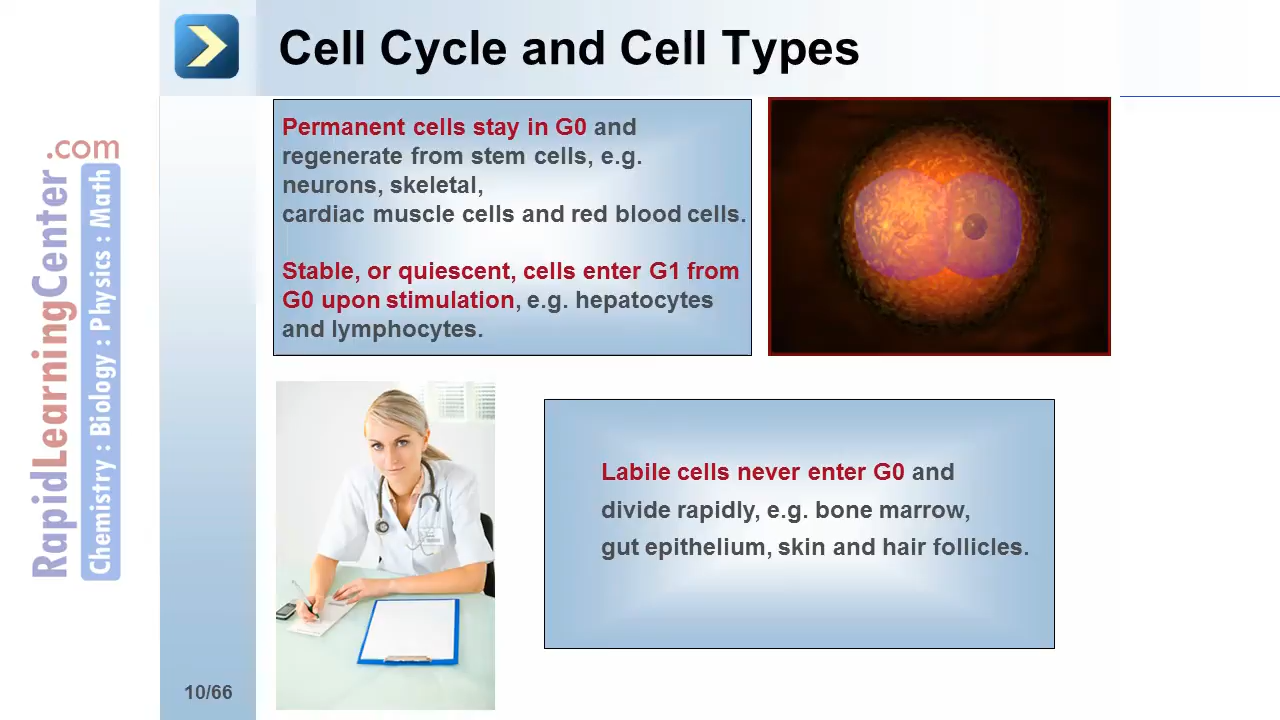 Cell Cycle and Cell Types
Permanent cells stay in G0 and
regenerate from stem cells, e.g.
neurons, skeletal,
cardiac muscle cells and red blood cells.
Stable, or quiescent, cells enter G1 from
G0 upon stimulation, e.g. hepatocytes
and lymphocytes.
Labile cells never enter G0 and
divide rapidly, e.g. bone marrow,
gut epithelium, skin and hair follicles.
RapidLearningCenter.com
Chemistry : Biology : Physics : Math
10/66